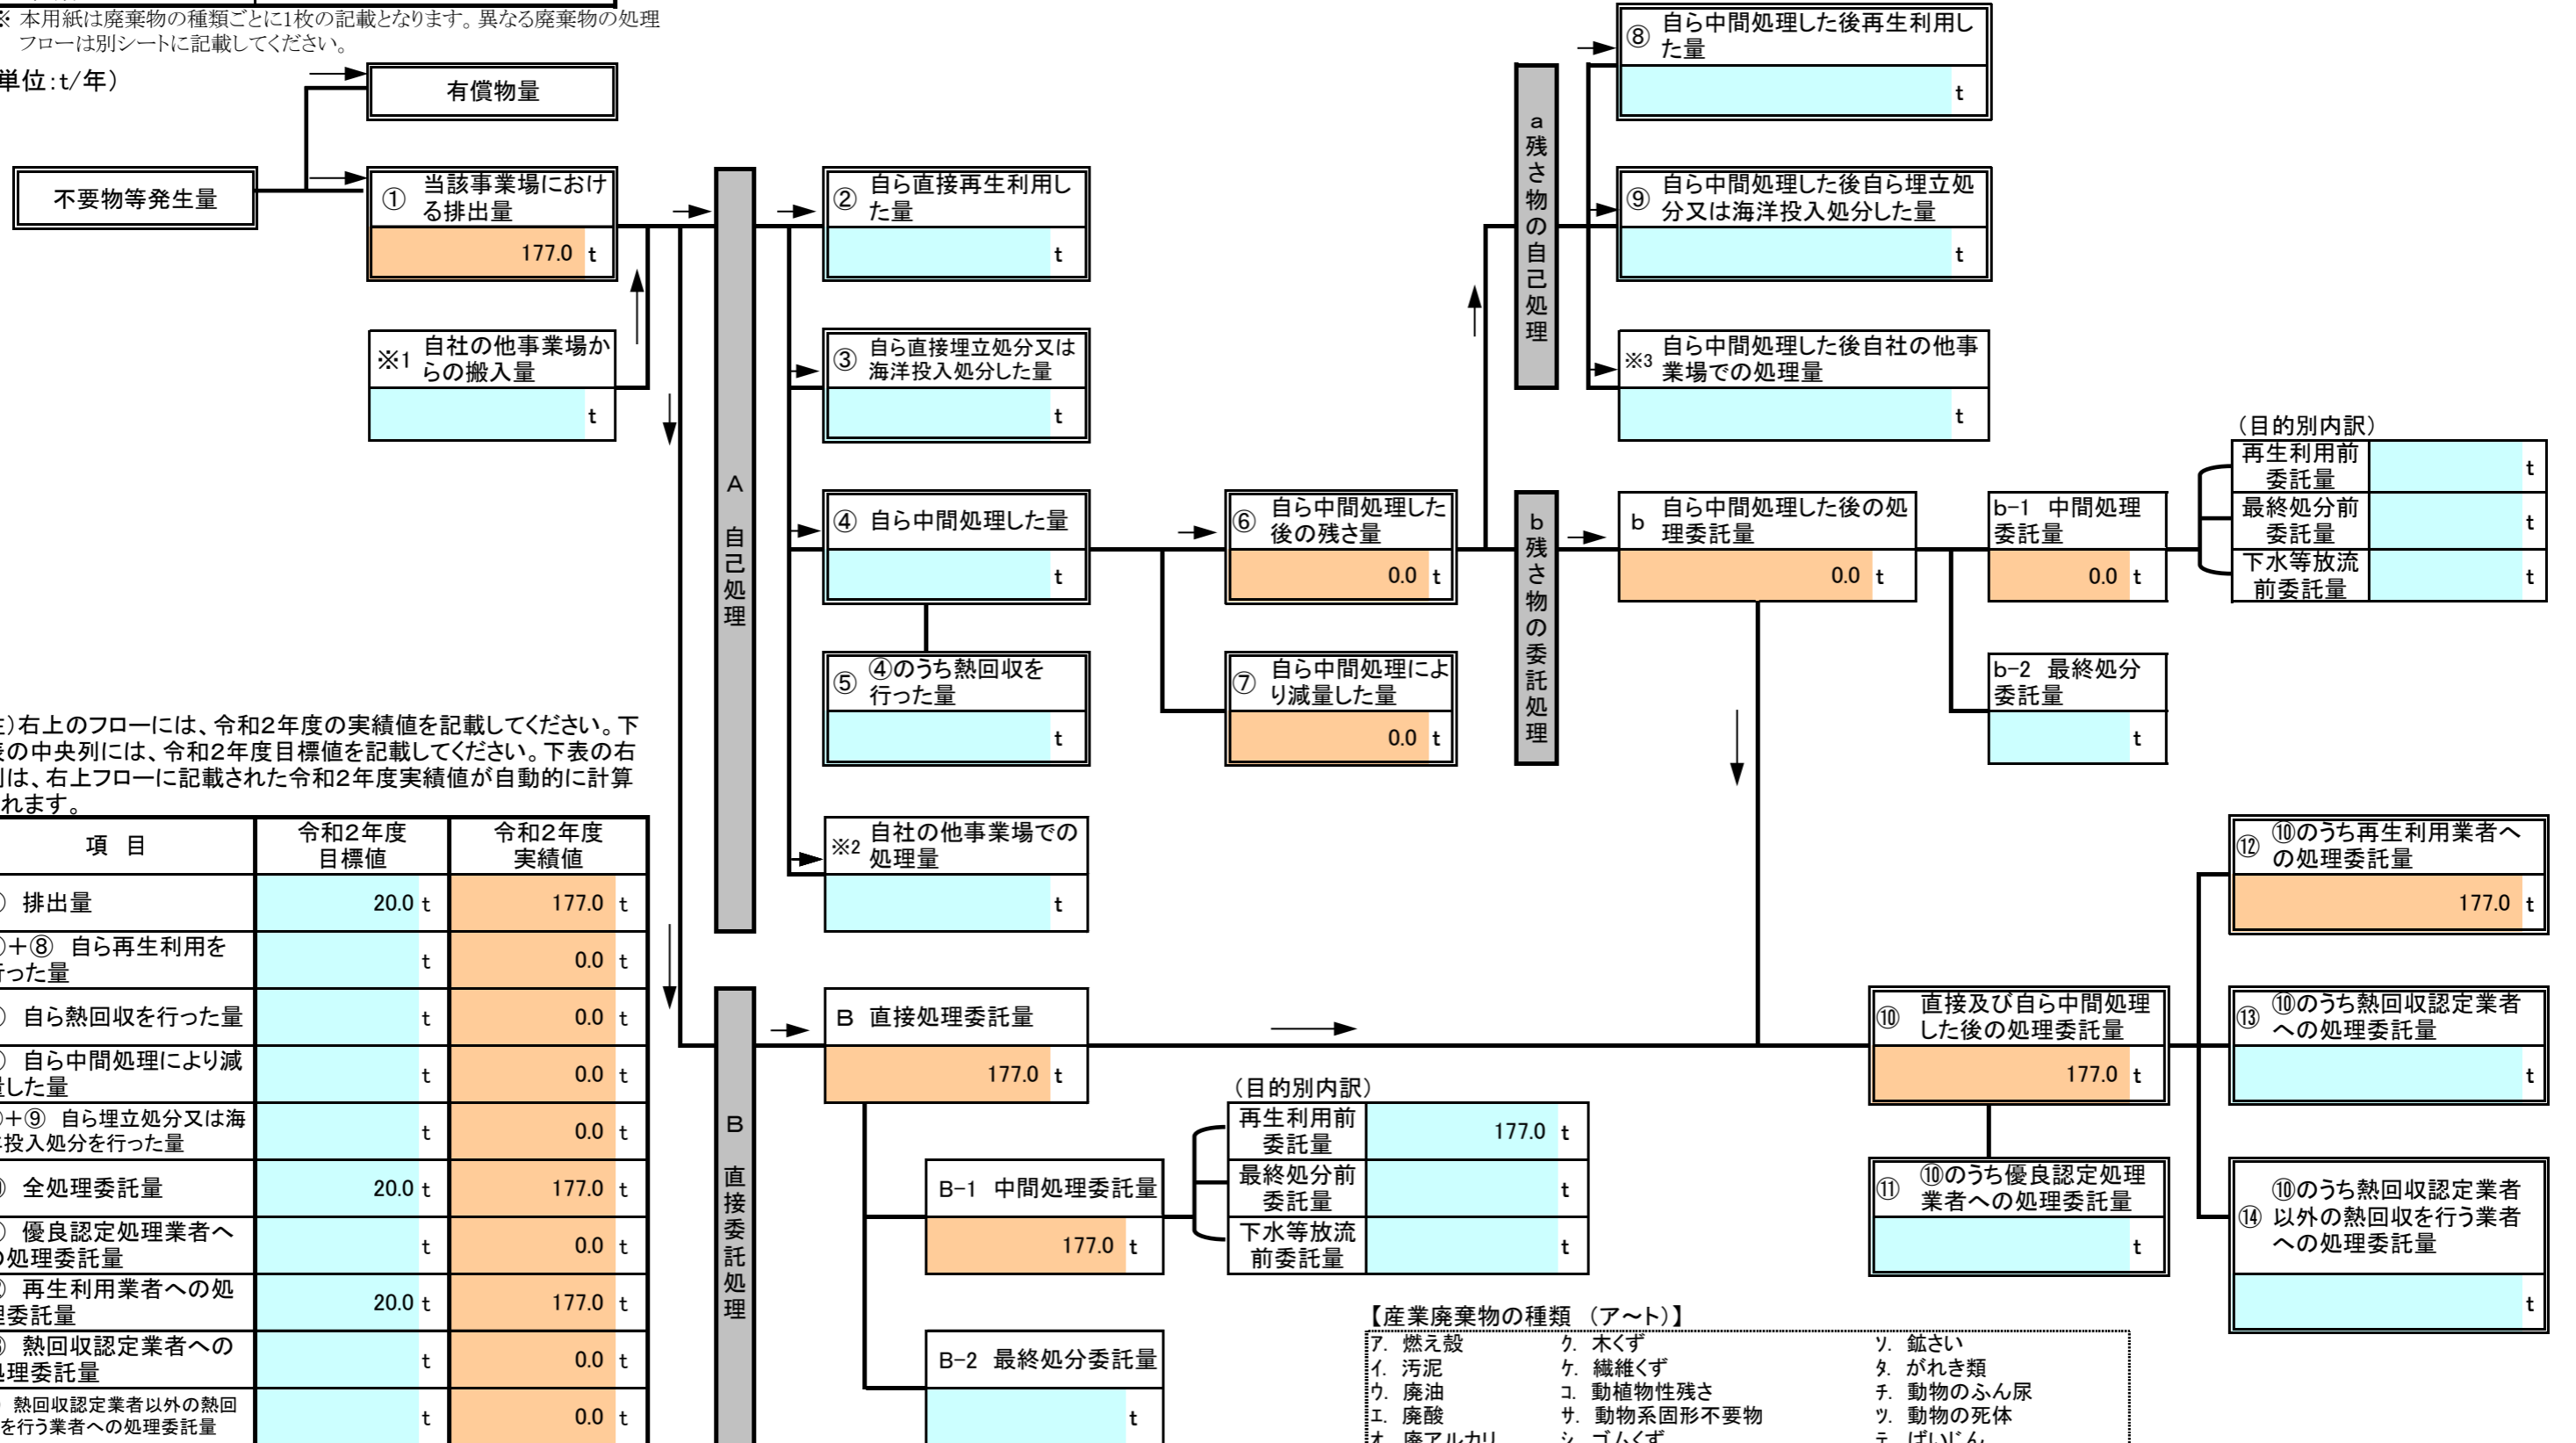 ※ 本用紙は廃棄物の種類ごとに1枚の記載となります。異なる廃棄物の処理
フローは別シートに記載してください。
単位:t/年)
有償物量
不要物等発生量
① 当該事業場におけ
る排出量
177.0 t
※1 自社の他事業場か
らの搬入量
t
A 自己処理
② 自ら直接再生利用し
た量
t
③ 自ら直接埋立処分又は
海洋投入処分した量
t
④ 自ら中間処理した量
t
⑤ ④のうち熱回収を
行った量
t
※2 自社の他事業場での
処理量
t
⑥ 自ら中間処理した
後の残さ量
0.0 t
⑦ 自ら中間処理によ
り減量した量
0.0 t
a残さ物の自己処理
⑧ 自ら中間処理した後再生利用し
た量
t
⑨ 自ら中間処理した後自ら埋立処
分又は海洋投入処分した量
t
※3 自ら中間処理した後自社の他事
業場での処理量
t
b残さ物の委託処理
b 自ら中間処理した後の処
理委託量
0.0 t
b-1 中間処理
委託量
0.0 t
(目的別内訳)
再生利用前
委託量 t
最終処分前
委託量 t
下水等放流
前委託量 t
b-2 最終処分
委託量
t
)右上のフローには、令和2年度の実績値を記載してください。下
表の中央列には、令和2年度目標値を記載してください。下表の右
は、右上フローに記載された令和2年度実績値が自動的に計算
れます。
項 目 令和2年度
目標値 令和2年度
実績値
排出量 20.0 t 177.0 t
+⑧ 自ら再生利用を
行った量 t 0.0 t
自ら熱回収を行った量 t 0.0 t
自ら中間処理により減
量した量 t 0.0 t
+⑨ 自ら埋立処分又は海
洋投入処分を行った量 t 0.0 t
全処理委託量 20.0 t 177.0 t
優良認定処理業者へ
の処理委託量 t 0.0 t
再生利用業者への処
理委託量 20.0 t 177.0 t
熱回収認定業者への
処理委託量 t 0.0 t
熱回収認定業者以外の熱回
を行う業者への処理委託量 t 0.0 t
B 直接委託処理
B 直接処理委託量
177.0 t
B-1 中間処理委託量
177.0 t
(目的別内訳)
再生利用前
委託量 177.0 t
最終処分前
委託量 t
下水等放流
前委託量 t
B-2 最終処分委託量
t
⑩ 直接及び自ら中間処理
した後の処理委託量
177.0 t
⑪ ⑩のうち優良認定処理
業者への処理委託量
t
⑫ ⑩のうち再生利用業者へ
の処理委託量
177.0 t
⑬ ⑩のうち熱回収認定業者
への処理委託量
t
⑭ ⑩のうち熱回収認定業者
以外の熱回収を行う業者
への処理委託量
t
【産業廃棄物の種類 (ア~ト)】
ア. 燃え殻 ク. 木くず ソ. 鉱さい
イ. 汚泥 ケ. 繊維くず タ. がれき類
ウ. 廃油 コ. 動植物性残さ チ. 動物のふん尿
エ. 廃酸 サ. 動物系固形不要物 ツ. 動物の死体
オ. 廃アルカリ シ. ゴムくず テ. ばいじん